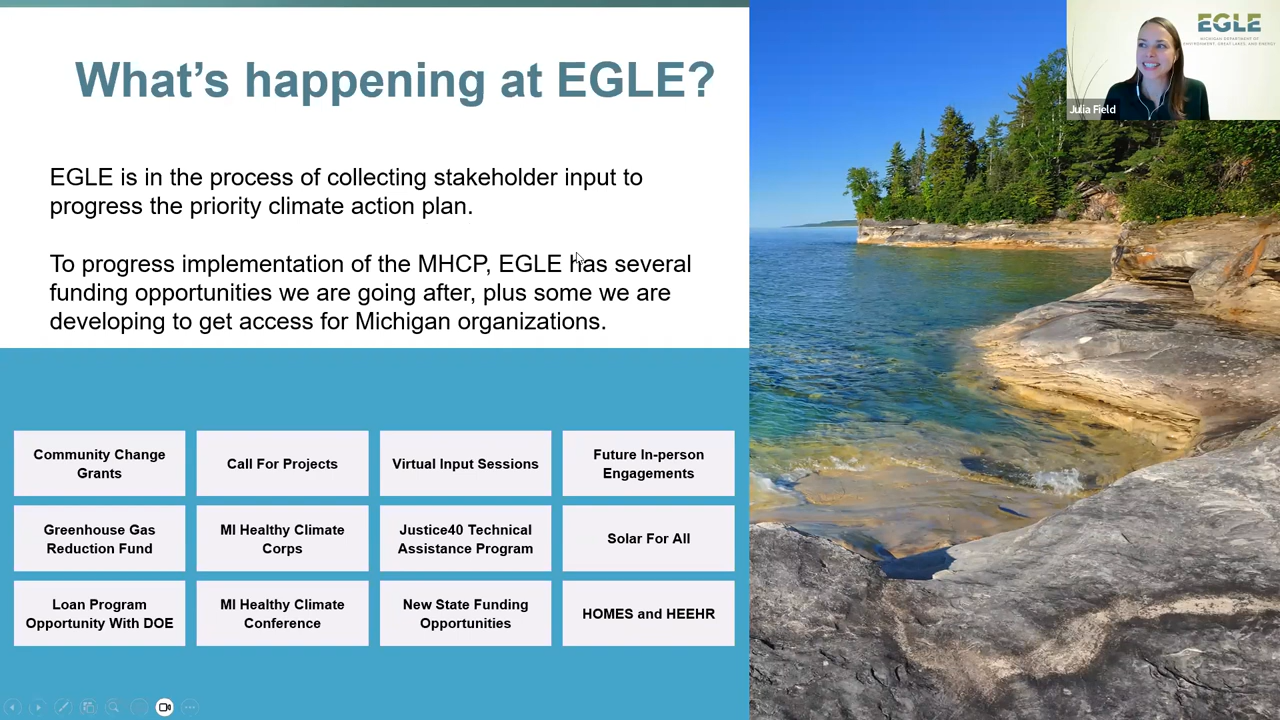 What's happening at EGLE?
EGLE
MICHIGAN DEPARTMENT OF
ENVIRONMENT, GREAT LAKES, AND ENERGY
Julia Field
EGLE is in the process of collecting stakeholder input to
progress the priority climate action plan.
To progress implementation of the MHCP, EGLE has several
funding opportunities we are going after, plus some we are
developing to get access for Michigan organizations.
Community Change
Grants
Call For Projects
Virtual Input Sessions
Future In-person
Engagements
Greenhouse Gas
Reduction Fund
MI Healthy Climate
Corps
Justice40 Technical
Assistance Program
Solar For All
Loan Program
Opportunity With DOE
MI Healthy Climate
Conference
New State Funding
Opportunities
HOMES and HEEHR